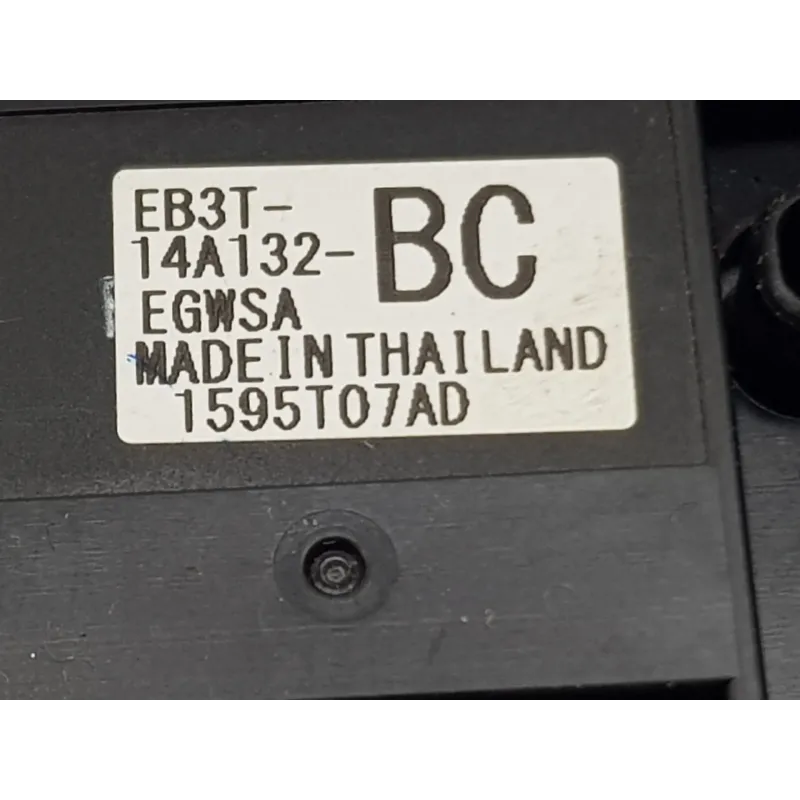 EB3T-
14A132-
BC
EGWSA
MADE IN THAILAND
1595T07AD